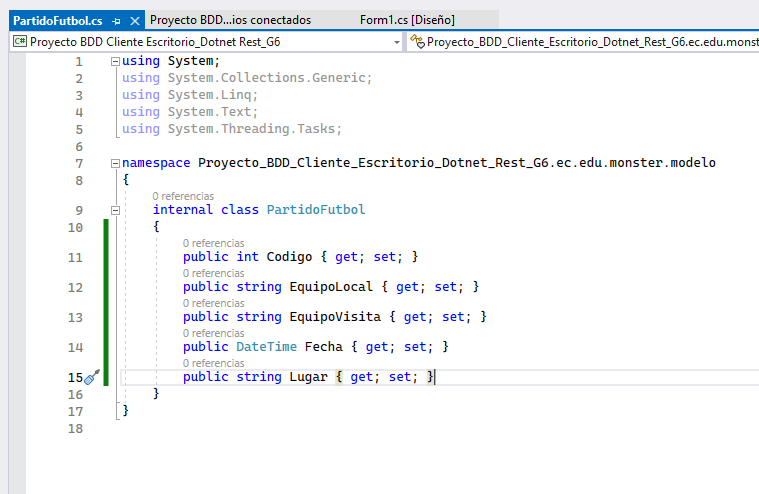 PartidoFutbol.cs
Proyecto BDD...ios conectados
Form1.cs [Diseño]
C# Proyecto BDD Cliente Escritorio_Dotnet Rest_G6
Proyecto_BDD_Cliente_Escritorio_Dotnet_Rest_G6.ec.edu.monst
1 using System;
2 using System.Collections.Generic;
3 using System.Linq;
4 using System.Text;
5 using System.Threading.Tasks;
6
7 namespace Proyecto_BDD_Cliente_Escritorio_Dotnet_Rest_G6.ec.edu.monster.modelo
8 {
0 referencias
9 internal class PartidoFutbol
10 {
0 referencias
11 public int Codigo { get; set; }
0 referencias
12 public string EquipoLocal { get; set; }
0 referencias
13 public string EquipoVisita { get; set; }
0 referencias
14 public DateTime Fecha { get; set; }
0 referencias
15 public string Lugar { get; set; }
16 }
17 }
18